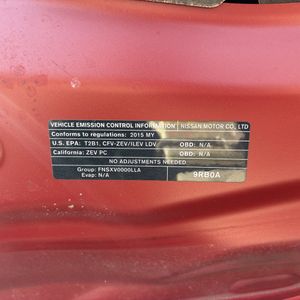 VEHICLE EMISSION CONTROL INFORMATION NISSAN MOTOR CO., LTD
Conforms to regulations: 2015 MY
U.S. EPA: T2B1, CFV-ZEV/ILEV LDV OBD: N/A
California: ZEV PC OBD: N/A
NO ADJUSTMENTS NEEDED
Group: FNSXV0000LLA
Evap: N/A
9RB0A